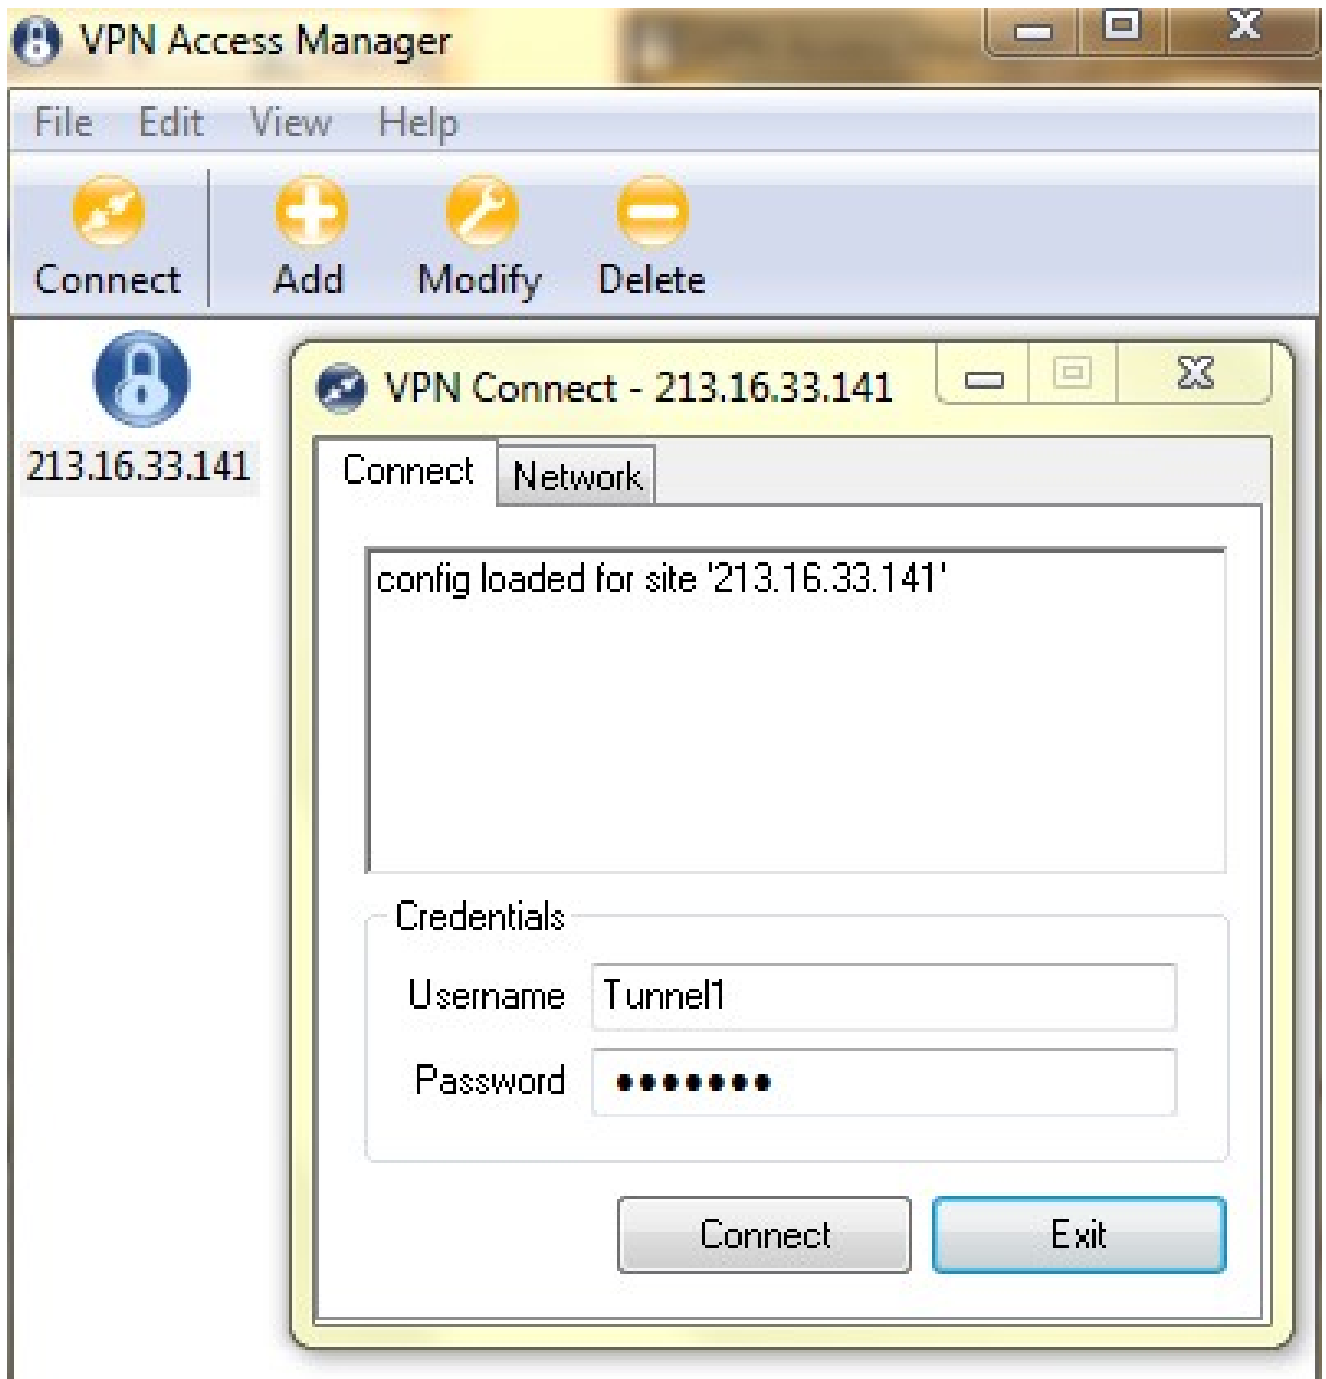 VPN Access Manager
File Edit View Help
Connect Add Modify Delete
213.16.33.141
VPN Connect - 213.16.33.141
Connect Network
config loaded for site '213.16.33.141'
Credentials
Username Tunnel1
Password •••••••
Connect Exit